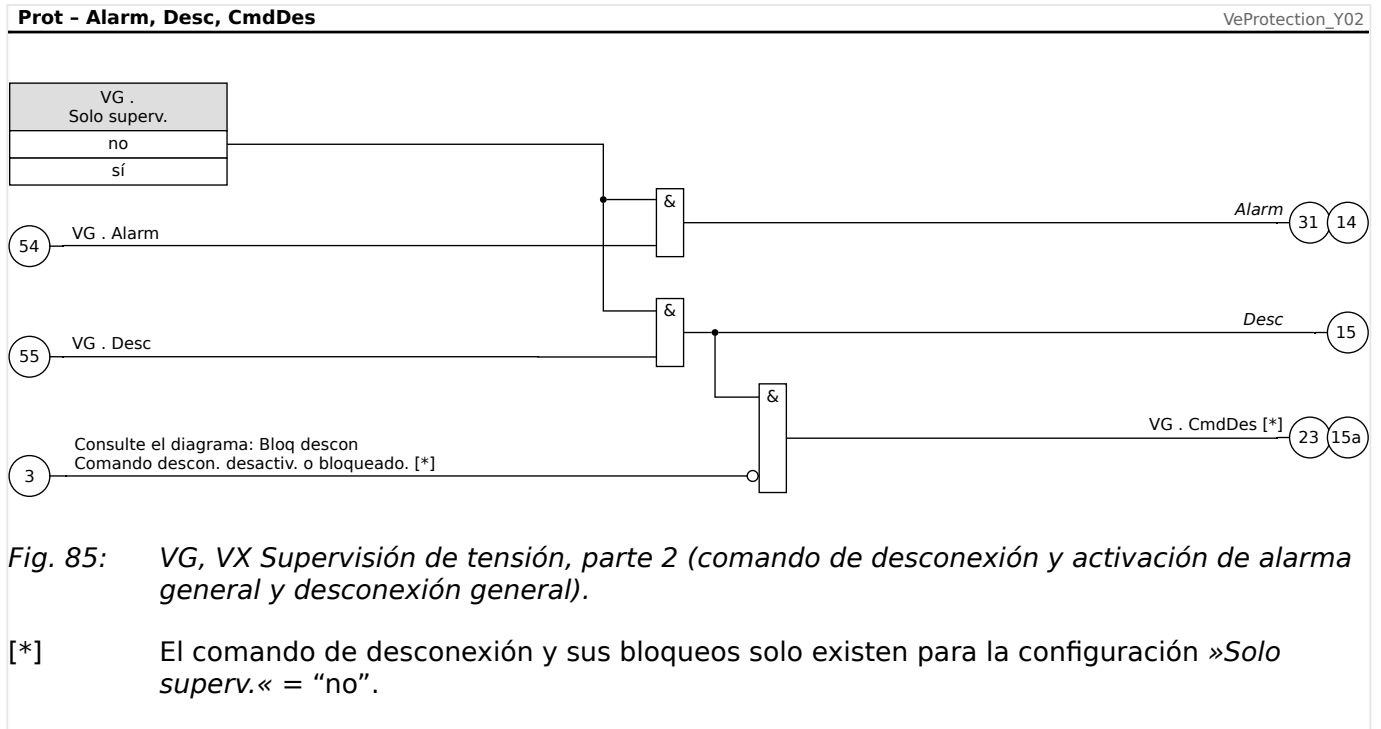 Prot – Alarm, Desc, CmdDes
VeProtection_Y02
VG .
Solo superv.
no
sí
&
Alarm
31
14
54
VG . Alarm
&
Desc
15
55
VG . Desc
&
VG . CmdDes [*]
23
15a
Consulte el diagrama: Bloq descon
Comando descon. desactiv. o bloqueado. [*]
3
Fig. 85: VG, VX Supervisión de tensión, parte 2 (comando de desconexión y activación de alarma
general y desconexión general).
[*] El comando de desconexión y sus bloqueos solo existen para la configuración »Solo
superv.« = “no”.